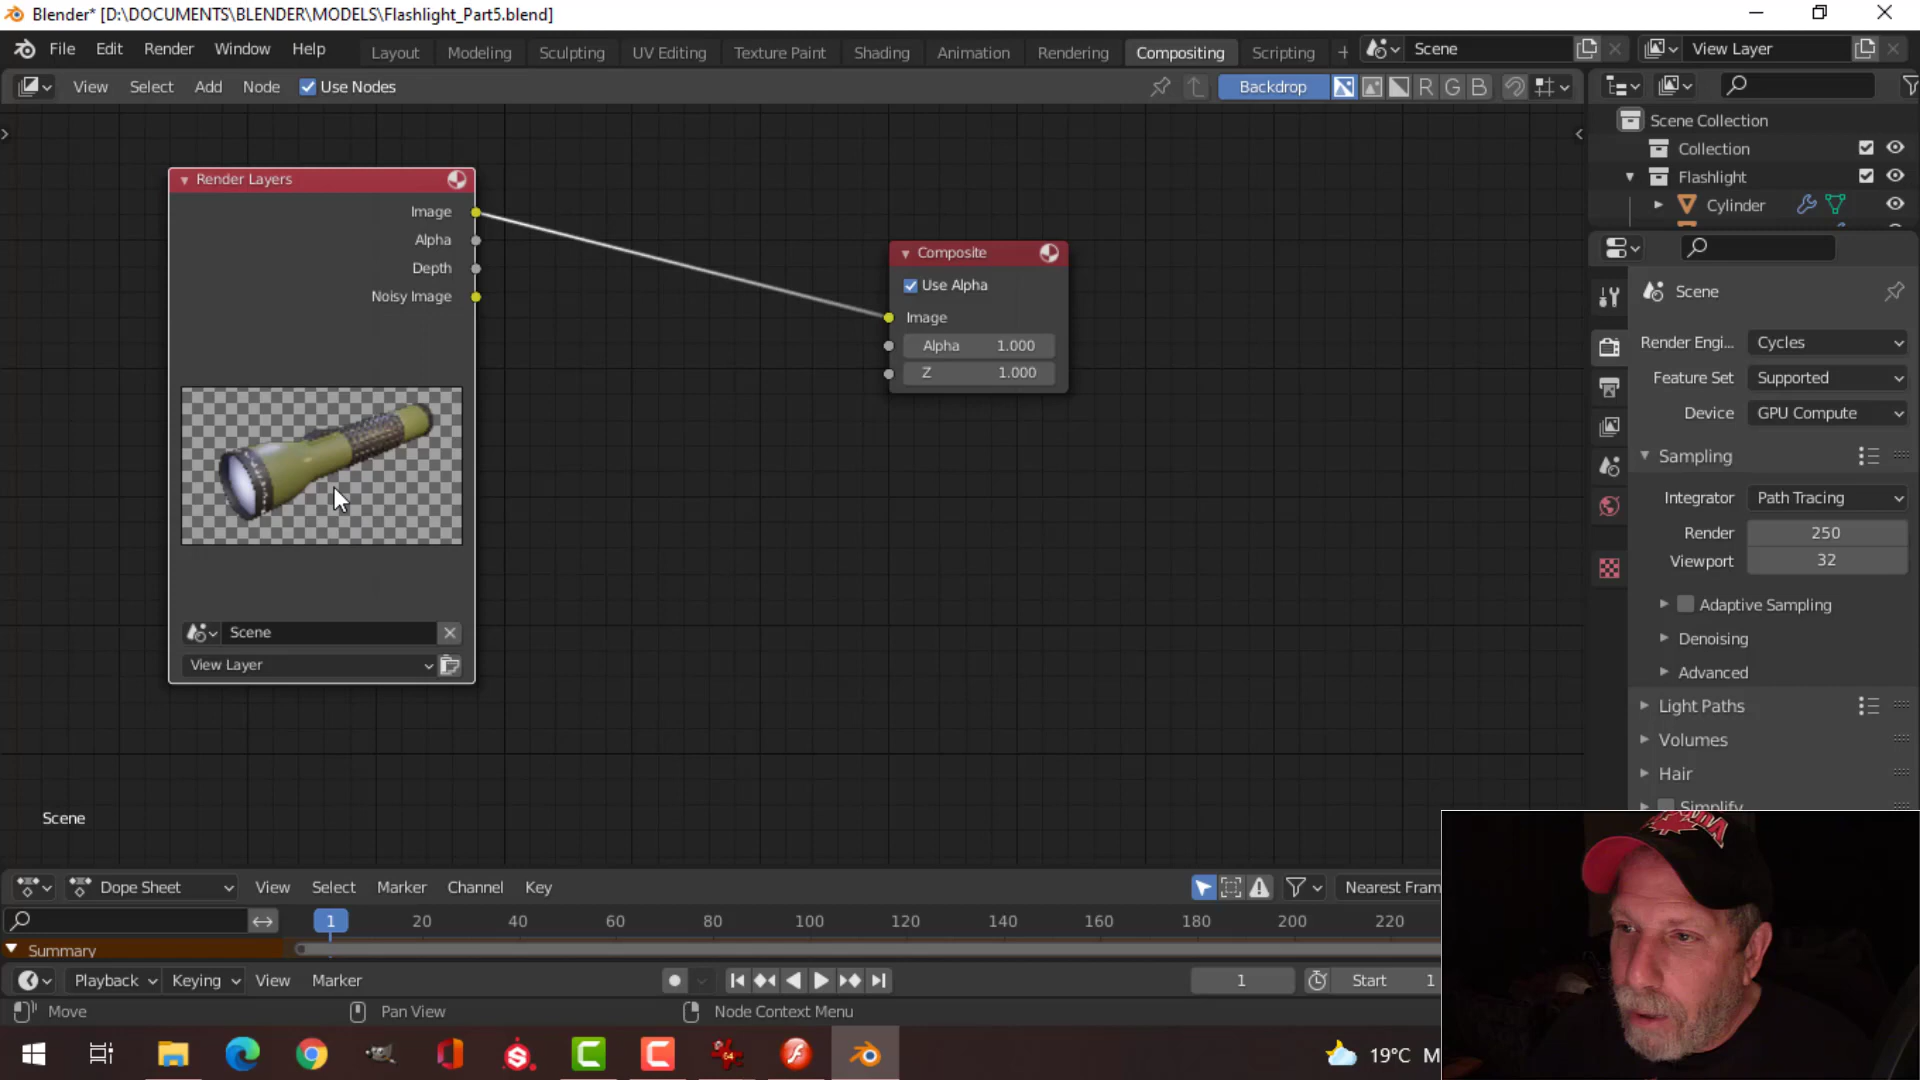 Blender* [D:\DOCUMENTS\BLENDER\MODELS\Flashlight_Part5.blend]
File Edit Render Window Help Layout Modeling Sculpting UV Editing Texture Paint Shading Animation Rendering Compositing Scripting + Scene View Layer
View Select Add Node Use Nodes Backdrop R G B
Scene Collection
Collection
Flashlight
Cylinder
Render Layers
Image
Alpha
Depth
Noisy Image
Scene
View Layer
Composite
Use Alpha
Image
Alpha 1.000
Z 1.000
Scene
Render Engi... Cycles
Feature Set Supported
Device GPU Compute
Sampling
Integrator Path Tracing
Render 250
Viewport 32
Adaptive Sampling
Denoising
Advanced
Light Paths
Volumes
Hair
Simplify
Scene
Dope Sheet View Select Marker Channel Key Nearest Fram
1 20 40 60 80 100 120 140 160 180 200 220
Summary
Playback Keying View Marker 1 Start 1
Move Pan View Node Context Menu
19°C M